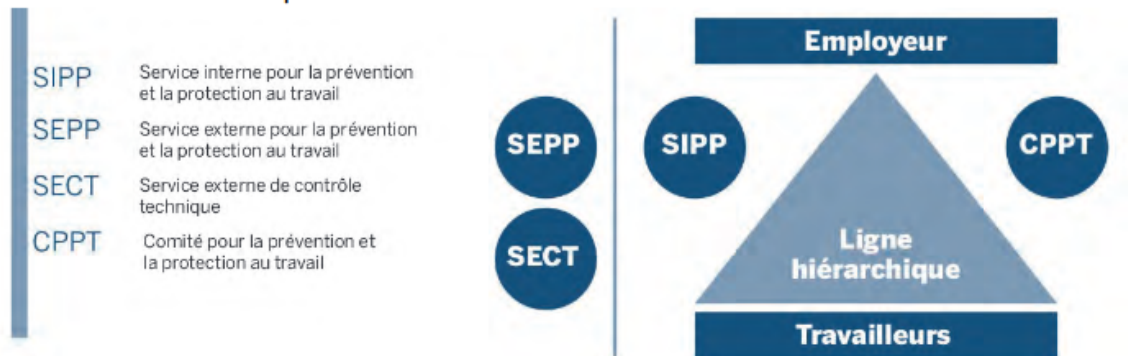 SIPP
Service interne pour la prévention
et la protection au travail
SEPP
Service externe pour la prévention
et la protection au travail
SECT
Service externe de contrôle
technique
CPPT
Comité pour la prévention et
la protection au travail
SEPP
SECT
Employeur
SIPP
CPPT
Ligne
hiérarchique
Travailleurs